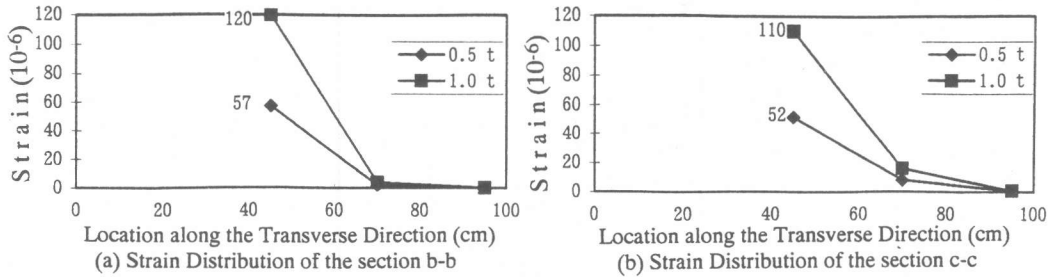 120
100
80
60
40
20
0
Strain (10-6)
120
57
0.5 t
1.0 t
0 20 40 60 80 100
Location along the Transverse Direction (cm)
(a) Strain Distribution of the section b-b
120
100
80
60
40
20
0
Strain (10-6)
110
52
0.5 t
1.0 t
0 20 40 60 80 100
Location along the Transverse Direction (cm)
(b) Strain Distribution of the section c-c